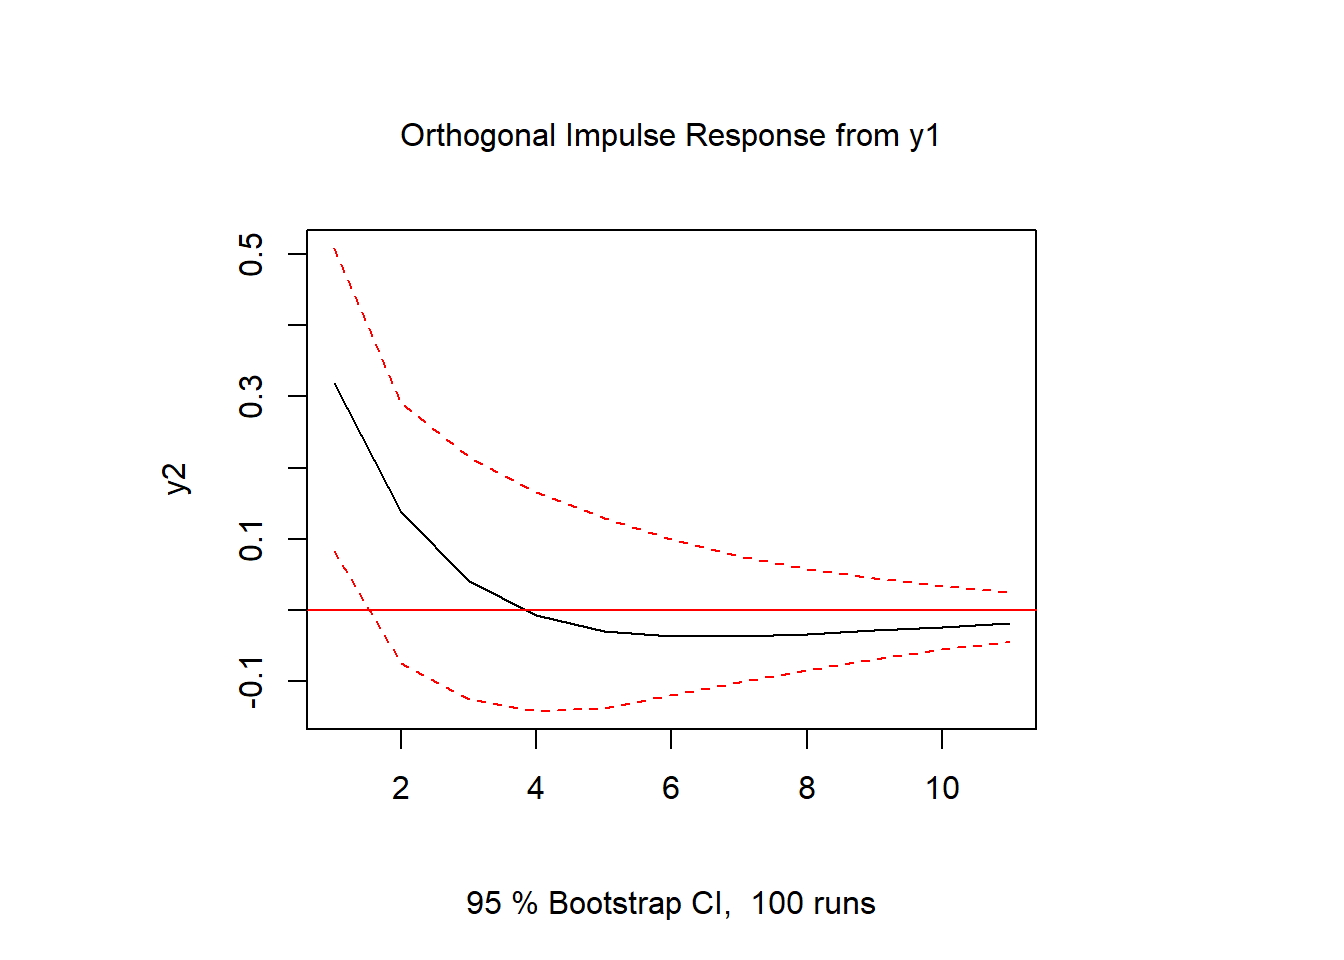 Orthogonal Impulse Response from y1
0.5
0.3
0.1
-0.1
y2
2 4 6 8 10
95 % Bootstrap CI,  100 runs